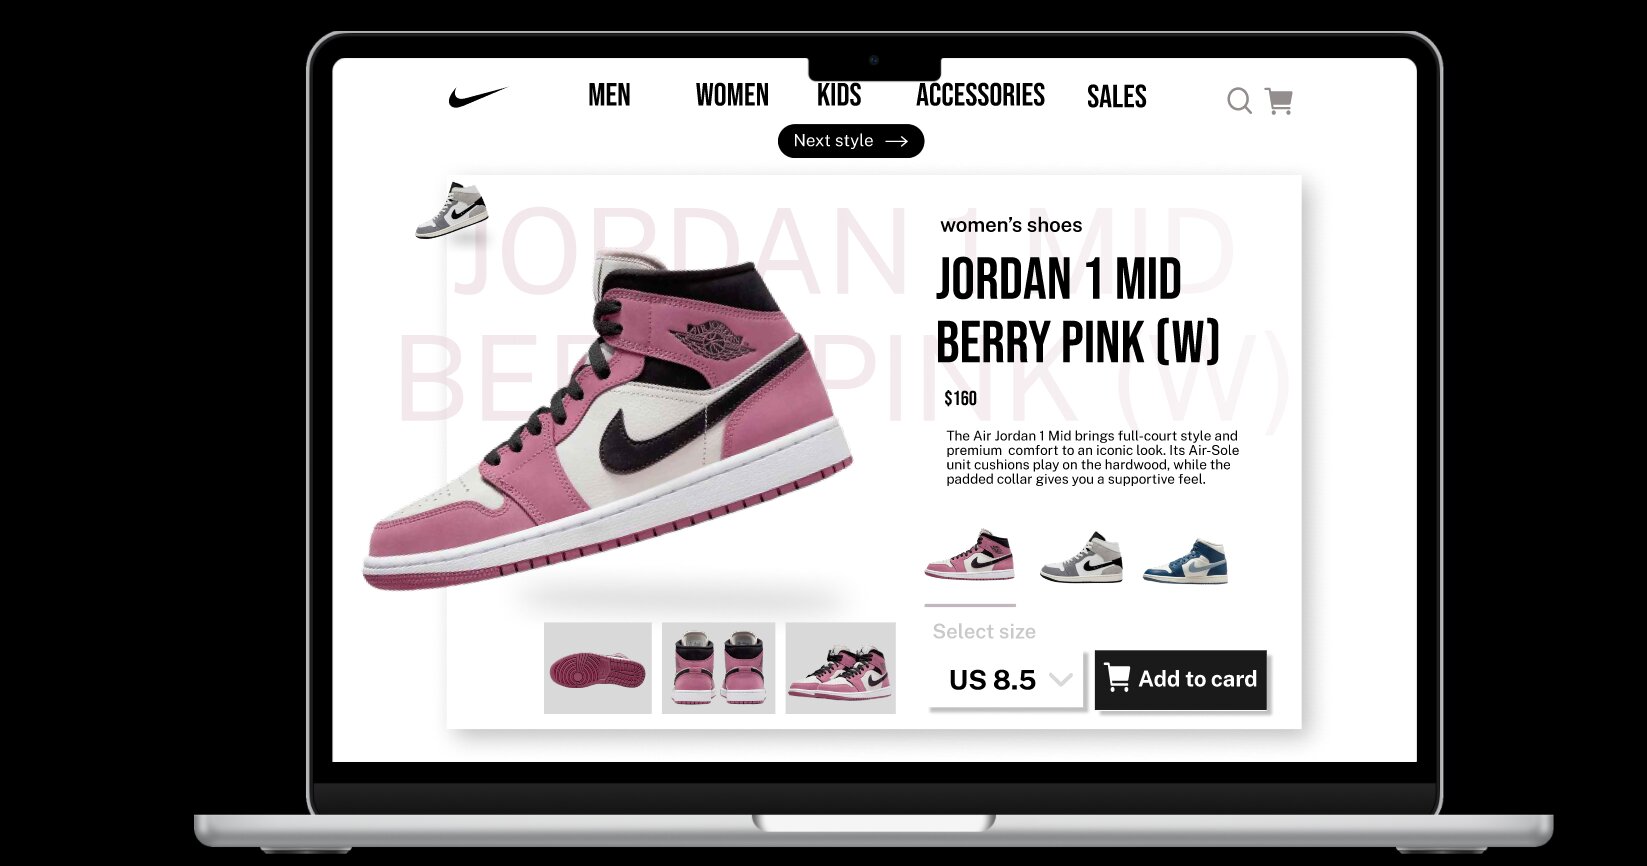 MEN WOMEN KIDS ACCESSORIES SALES
Next style
JORDAN 1 MID
BERRY PINK (W)
women’s shoes
JORDAN 1 MID
BERRY PINK (W)
$160
The Air Jordan 1 Mid brings full-court style and
premium comfort to an iconic look. Its Air-Sole
unit cushions play on the hardwood, while the
padded collar gives you a supportive feel.
Select size
US 8.5
Add to card
AIR JORDAN